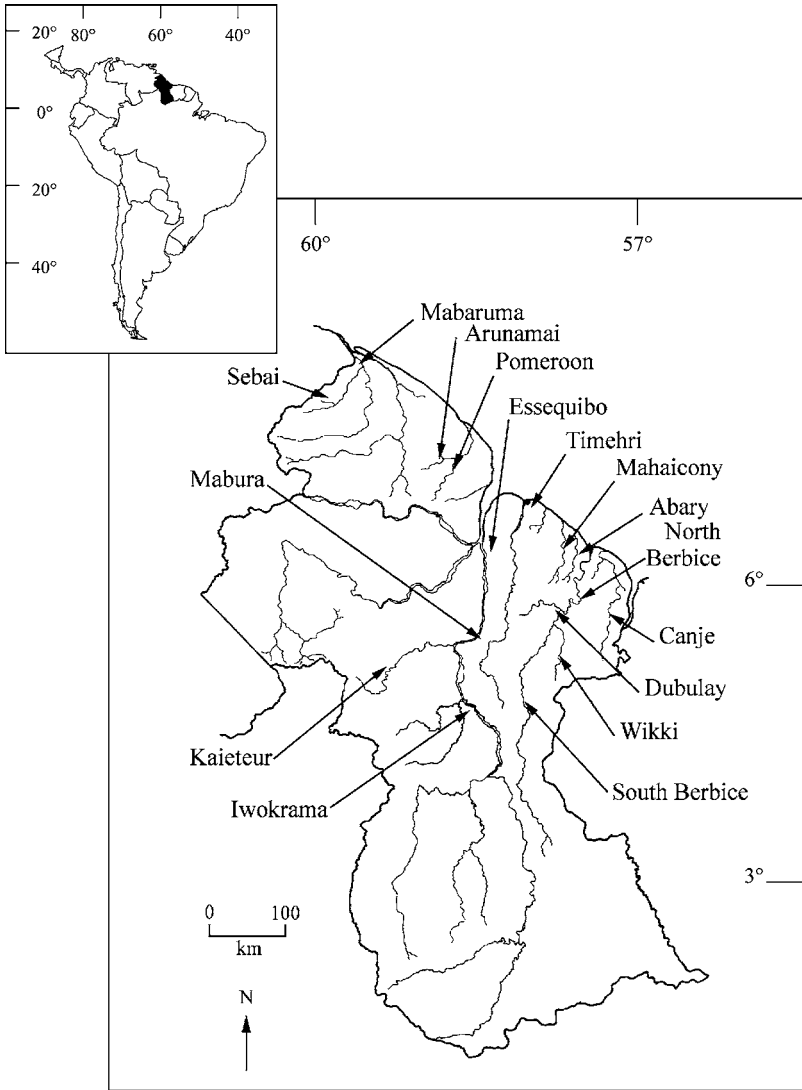 20°
20°
80°
60°
40°
0°
20°
40°
60°
57°
Mabaruma
Arunamai
Pomeroon
Sebai
Essequibo
Timehri
Mabura
Mahaicony
Abary
North
Berbice
6°
Canje
Dubulay
Wikki
Kaieteur
South Berbice
Iwokrama
3°
0 100
km
N